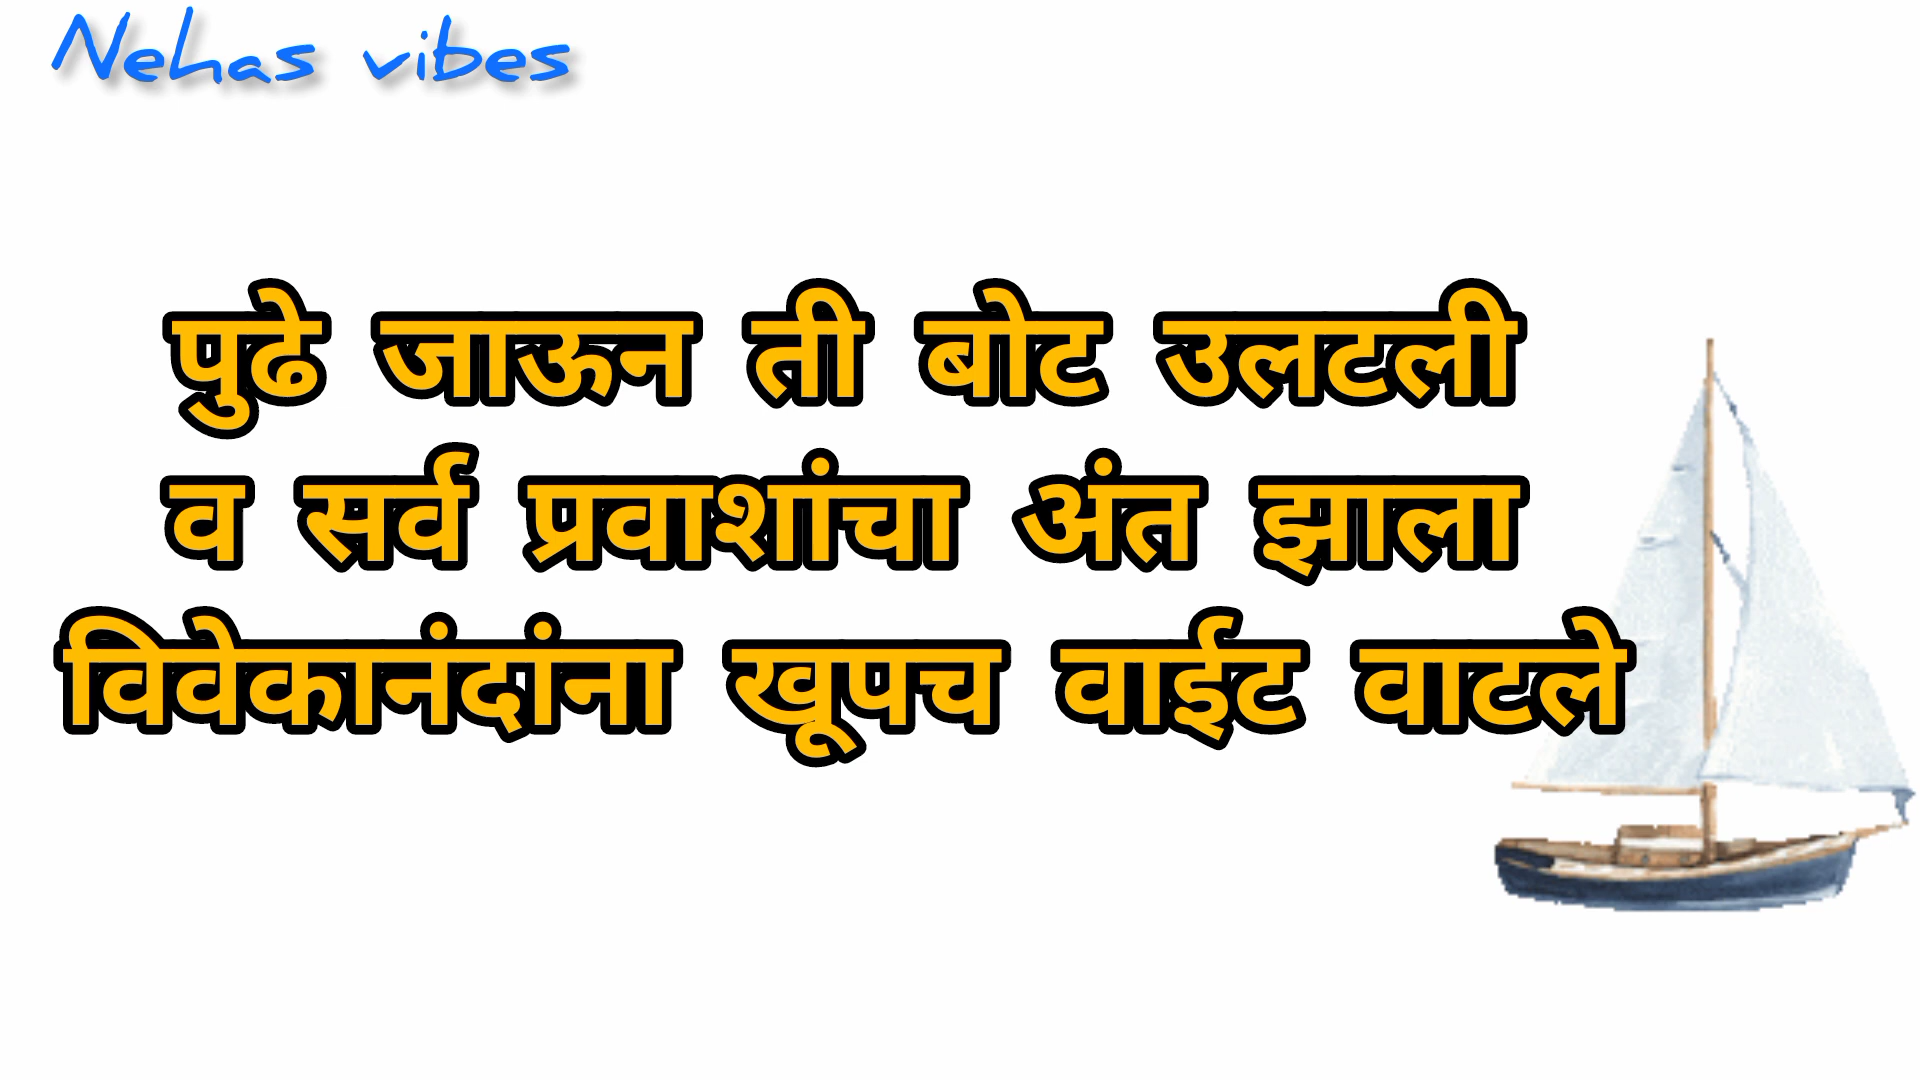 Nehas vibes
पुढे जाऊन ती बोट उलटली
व सर्व प्रवाशांचा अंत झाला
विवेकानंदांना खूपच वाईट वाटले